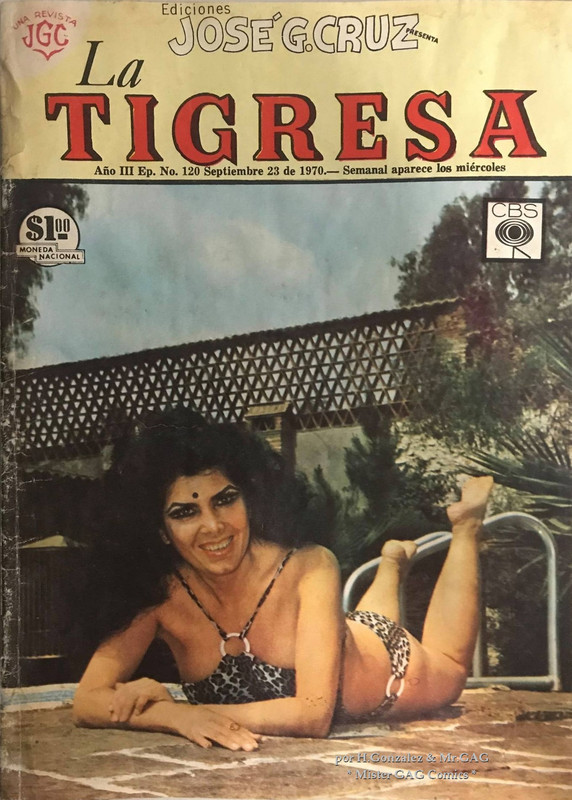 UNA REVISTA
JGC
Ediciones
JOSÉ G. CRUZ
PRESENTA
La
TIGRESA
Año III Ep. No. 120 Septiembre 23 de 1970.— Semanal aparece los miércoles
$1.00
MONEDA
NACIONAL
CBS
por H.Gonzalez & Mr.GAG
" Mister GAG Comics "